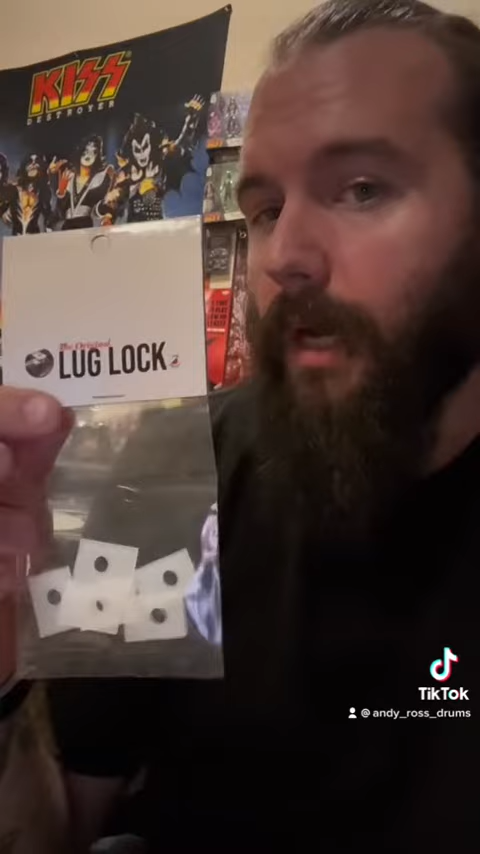 KISS
DESTROYER
The Original
LUG LOCK
TikTok
@andy_ross_drums